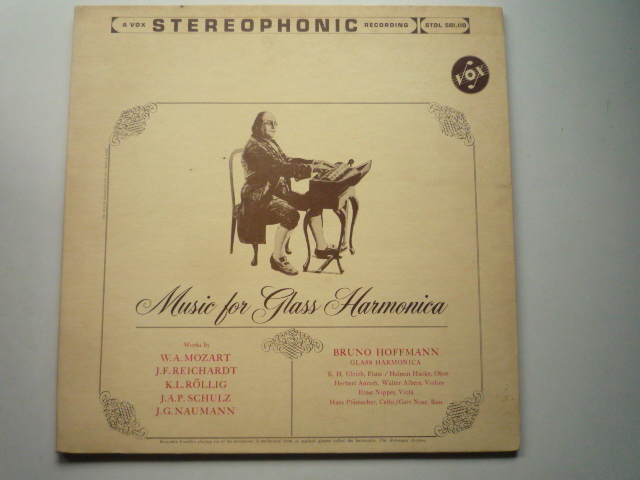 A VOX STEREOPHONIC RECORDING STDL 501.110
VOX
Music for Glass Harmonica
Works by
W. A. MOZART
J. F. REICHARDT
K. L. RÖLLIG
J. A. P. SCHULZ
J. G. NAUMANN
BRUNO HOFFMANN
GLASS HARMONICA
K. H. Ulrich, Flute / Helmut Hucke, Oboe
Herbert Anrath, Walter Albers, Violins
Ernst Nippes, Viola
Hans Plümacher, Cello / Gary Nose, Bass